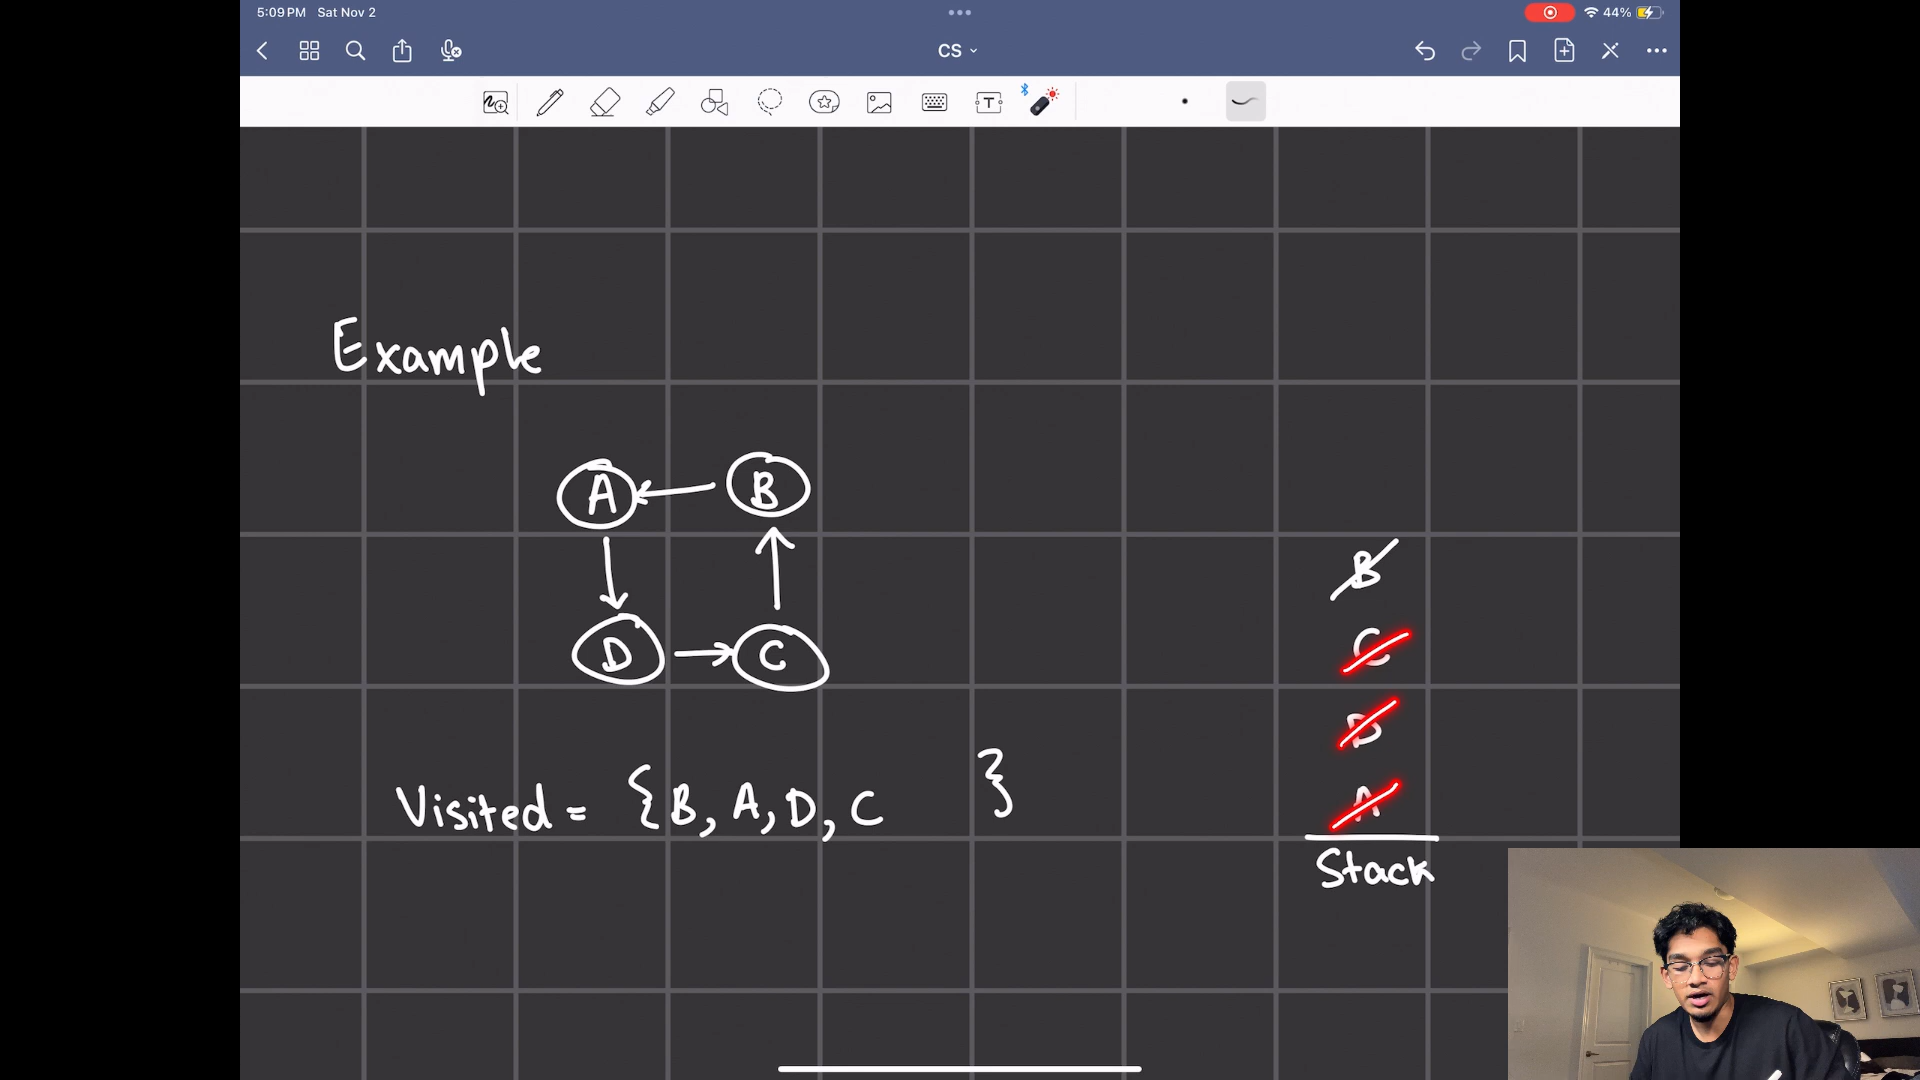 5:09 PM Sat Nov 2
44%
CS
T
Example
A B
D C
Visited = { B, A, D, C }
B
C
D
A
Stack